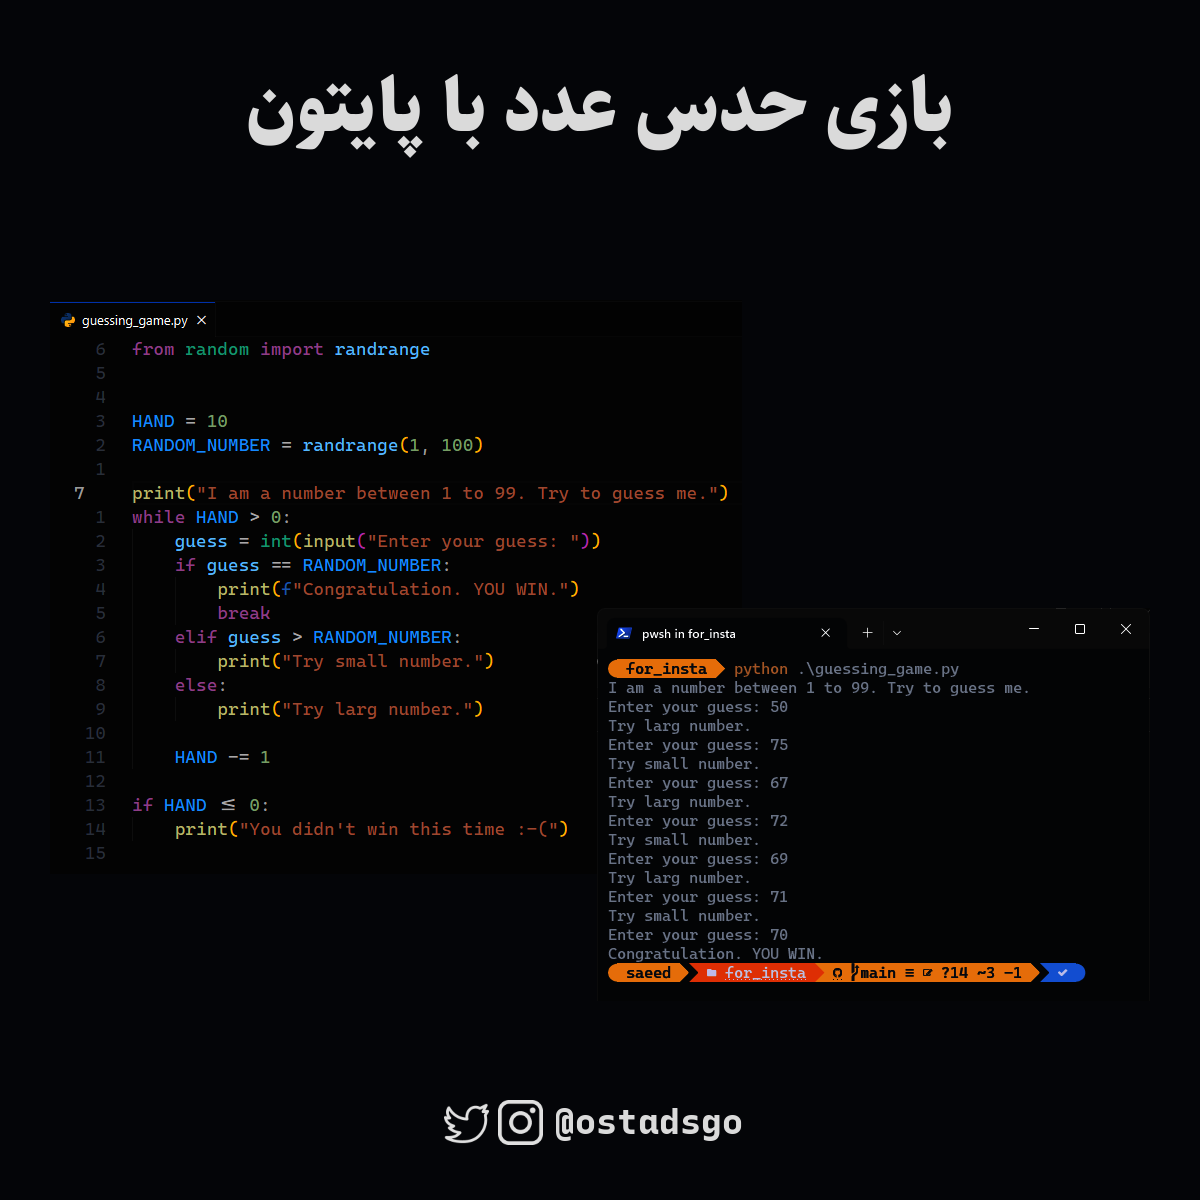 بازی حدس عدد با پایتون
guessing_game.py
6 from random import randrange
5
4
3 HAND = 10
2 RANDOM_NUMBER = randrange(1, 100)
1
7 print("I am a number between 1 to 99. Try to guess me.")
1 while HAND > 0:
2 guess = int(input("Enter your guess: "))
3 if guess == RANDOM_NUMBER:
4 print(f"Congratulation. YOU WIN.")
5 break
6 elif guess > RANDOM_NUMBER:
7 print("Try small number.")
8 else:
9 print("Try larg number.")
10
11 HAND -= 1
12
13 if HAND ≤ 0:
14 print("You didn't win this time :-(")
15
pwsh in for_insta
for_insta python .\guessing_game.py
I am a number between 1 to 99. Try to guess me.
Enter your guess: 50
Try larg number.
Enter your guess: 75
Try small number.
Enter your guess: 67
Try larg number.
Enter your guess: 72
Try small number.
Enter your guess: 69
Try larg number.
Enter your guess: 71
Try small number.
Enter your guess: 70
Congratulation. YOU WIN.
saeed for_insta main ≡ ?14 ~3 -1
@ostadsgo